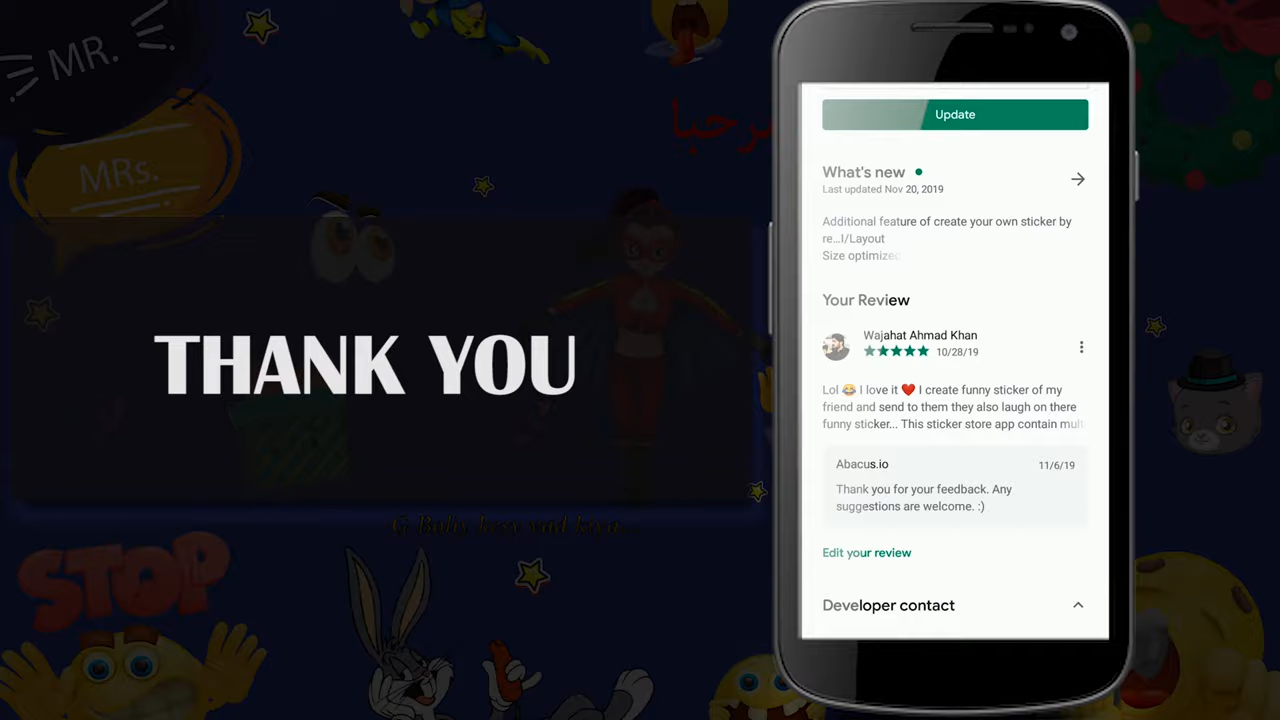 MR.
MRs.
مرحبا
THANK YOU
STOP
Update
What's new
Last updated Nov 20, 2019
Additional feature of create your own sticker by
re...l/Layout
Size optimized
Your Review
Wajahat Ahmad Khan
10/28/19
Lol 😂 I love it ❤️ I create funny sticker of my
friend and send to them they also laugh on there
funny sticker... This sticker store app contain mult
Abacus.io
11/6/19
Thank you for your feedback. Any
suggestions are welcome. :)
Edit your review
Developer contact